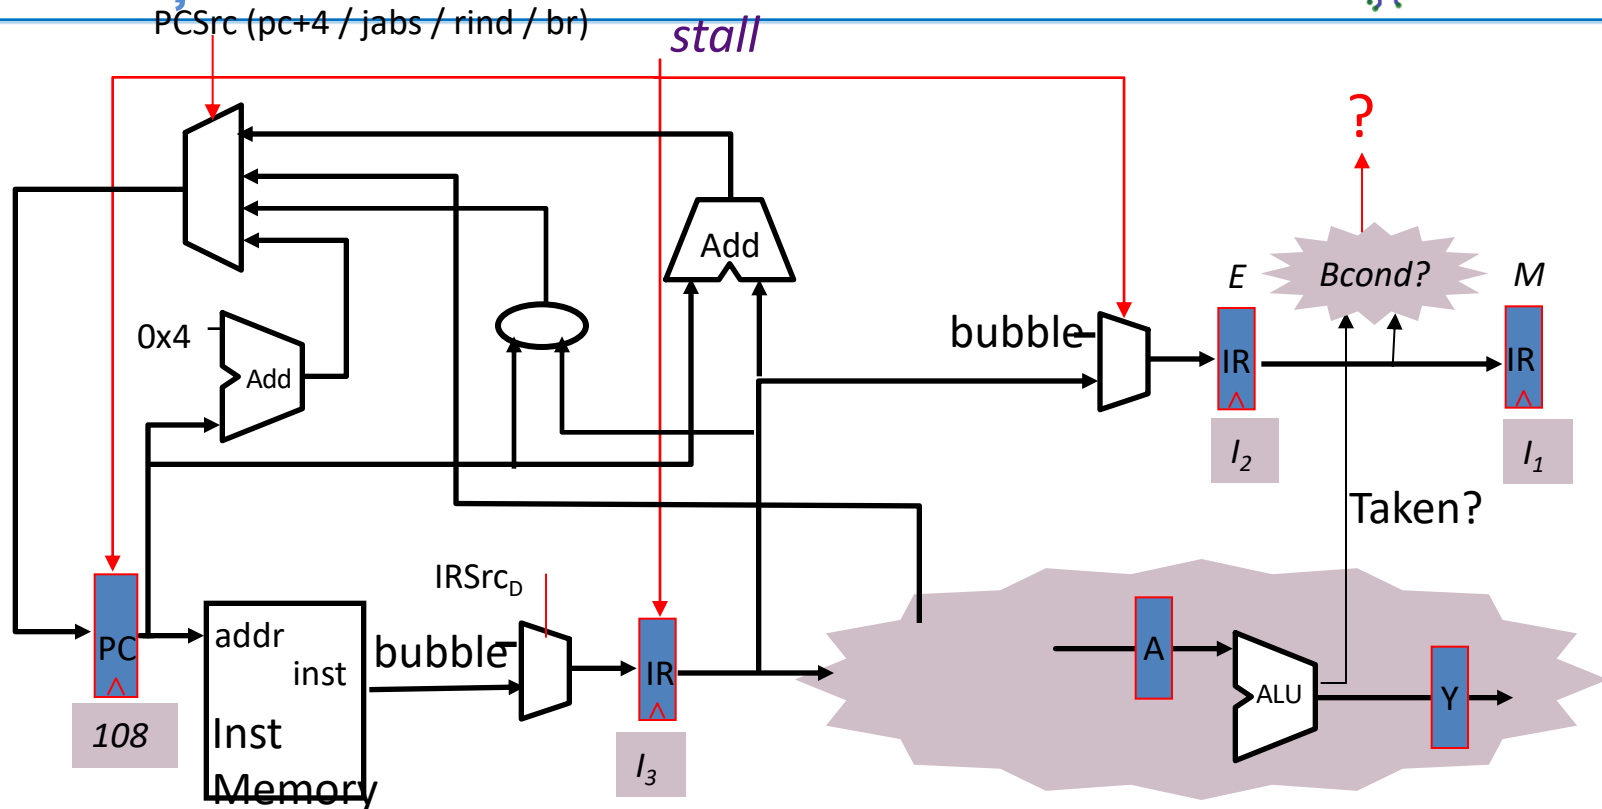 PCSrc (pc+4 / jabs / rind / br)
stall
?
Add
E
Bcond?
M
0x4
Add
bubble
IR
IR
I2
I1
Taken?
IRSrcD
PC
addr
inst
bubble
IR
A
ALU
Y
108
Inst
Memory
I3